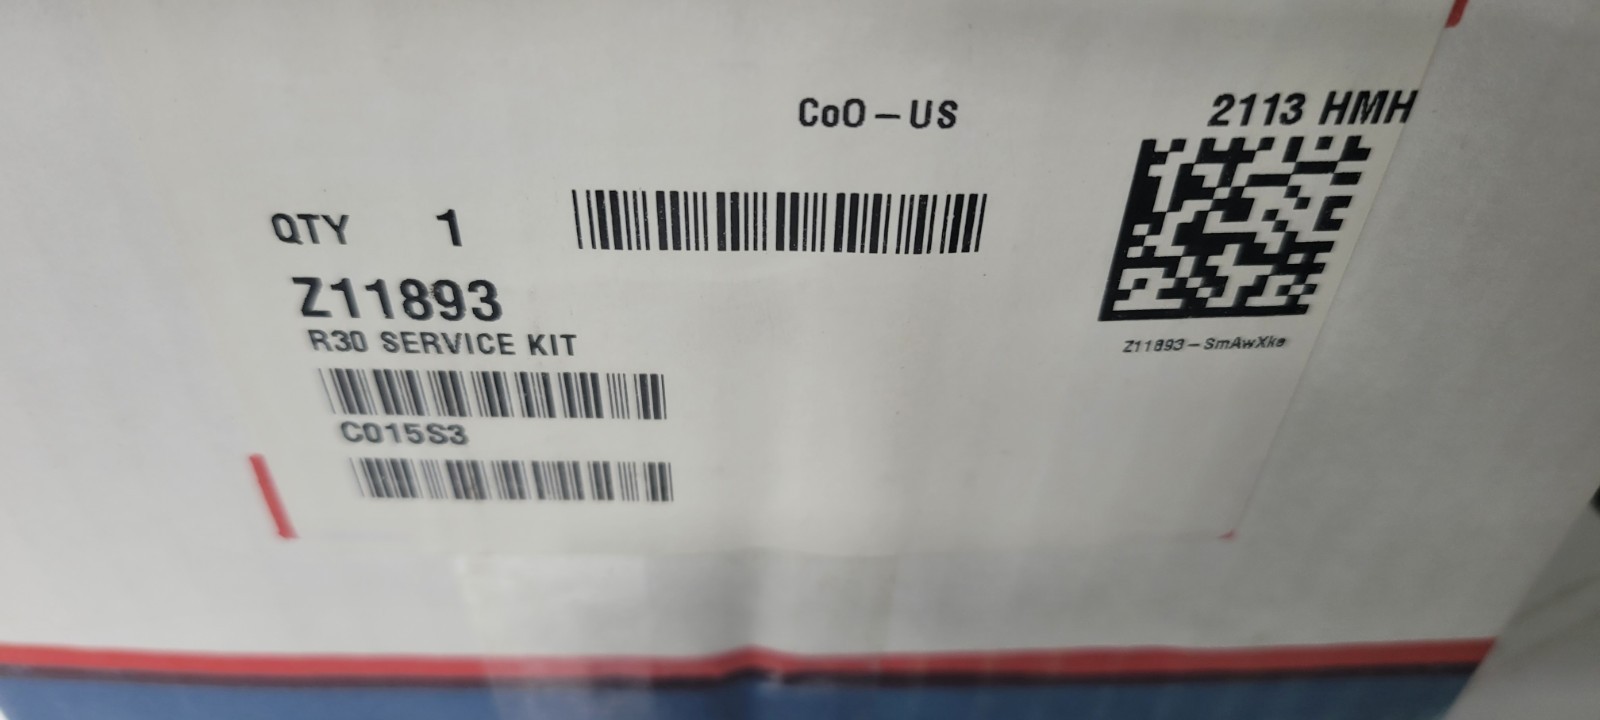 CoO-US
2113 HMH
QTY 1
Z11893
R30 SERVICE KIT
C015S3
Z11893-SmAwXke